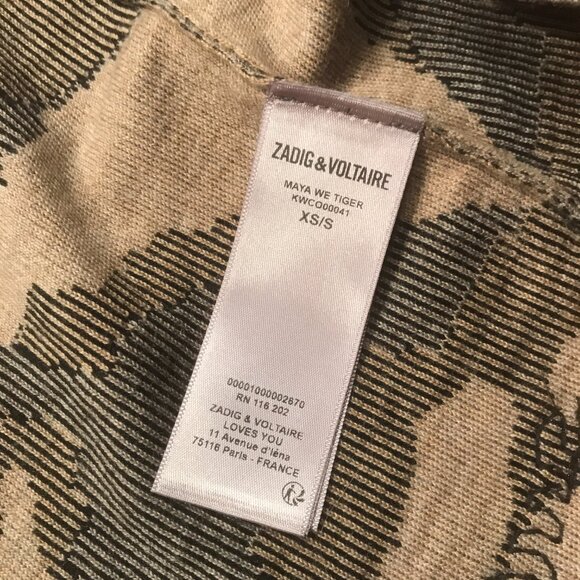 ZADIG & VOLTAIRE
MAYA WE TIGER
KWCO00041
XS/S
00001000002670
RN 116 202
ZADIG & VOLTAIRE
LOVES YOU
11 Avenue d'Iéna
75116 Paris - FRANCE